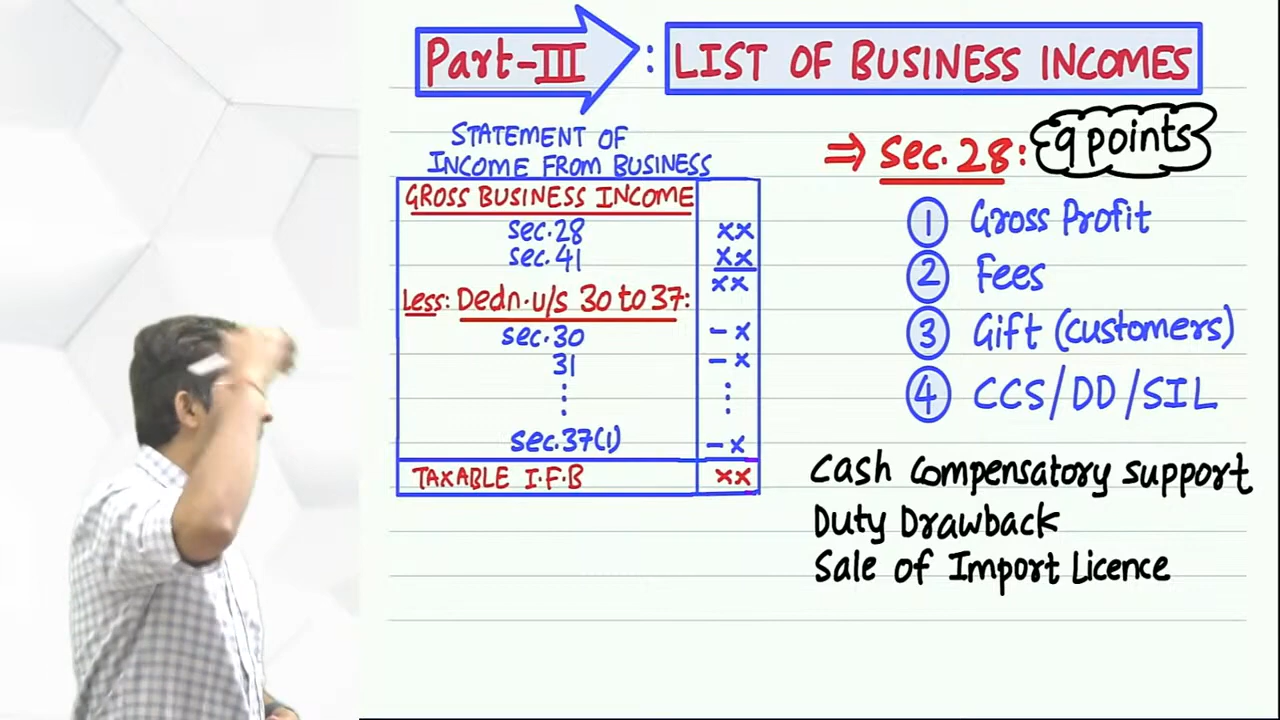 Part-III : LIST OF BUSINESS INCOMES
STATEMENT OF
INCOME FROM BUSINESS
GROSS BUSINESS INCOME
sec.28 xx
sec.41 xx
xx
Less: Dedn.u/s 30 to 37:
sec.30 - x
31 - x
⋮ ⋮
sec.37(1) - x
TAXABLE I.F.B xx
⇒ sec.28: 9 points
1 Gross Profit
2 Fees
3 Gift (customers)
4 CCS/DD/SIL
Cash compensatory support
Duty Drawback
Sale of Import Licence